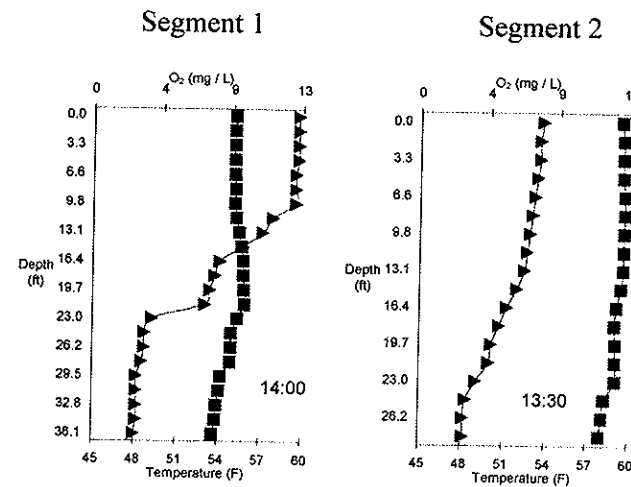 Segment 1
Segment 2
O₂ (mg / L)
0 4 9 13
0.0
3.3
6.6
9.8
13.1
16.4
19.7
23.0
26.2
29.5
32.8
36.1
Depth
(ft)
14:00
45 48 51 54 57 60
Temperature (F)
O₂ (mg / L)
0 4 9 1
0.0
3.3
6.6
9.8
13.1
16.4
19.7
23.0
26.2
Depth
(ft)
13:30
45 48 51 54 57 60
Temperature (F)